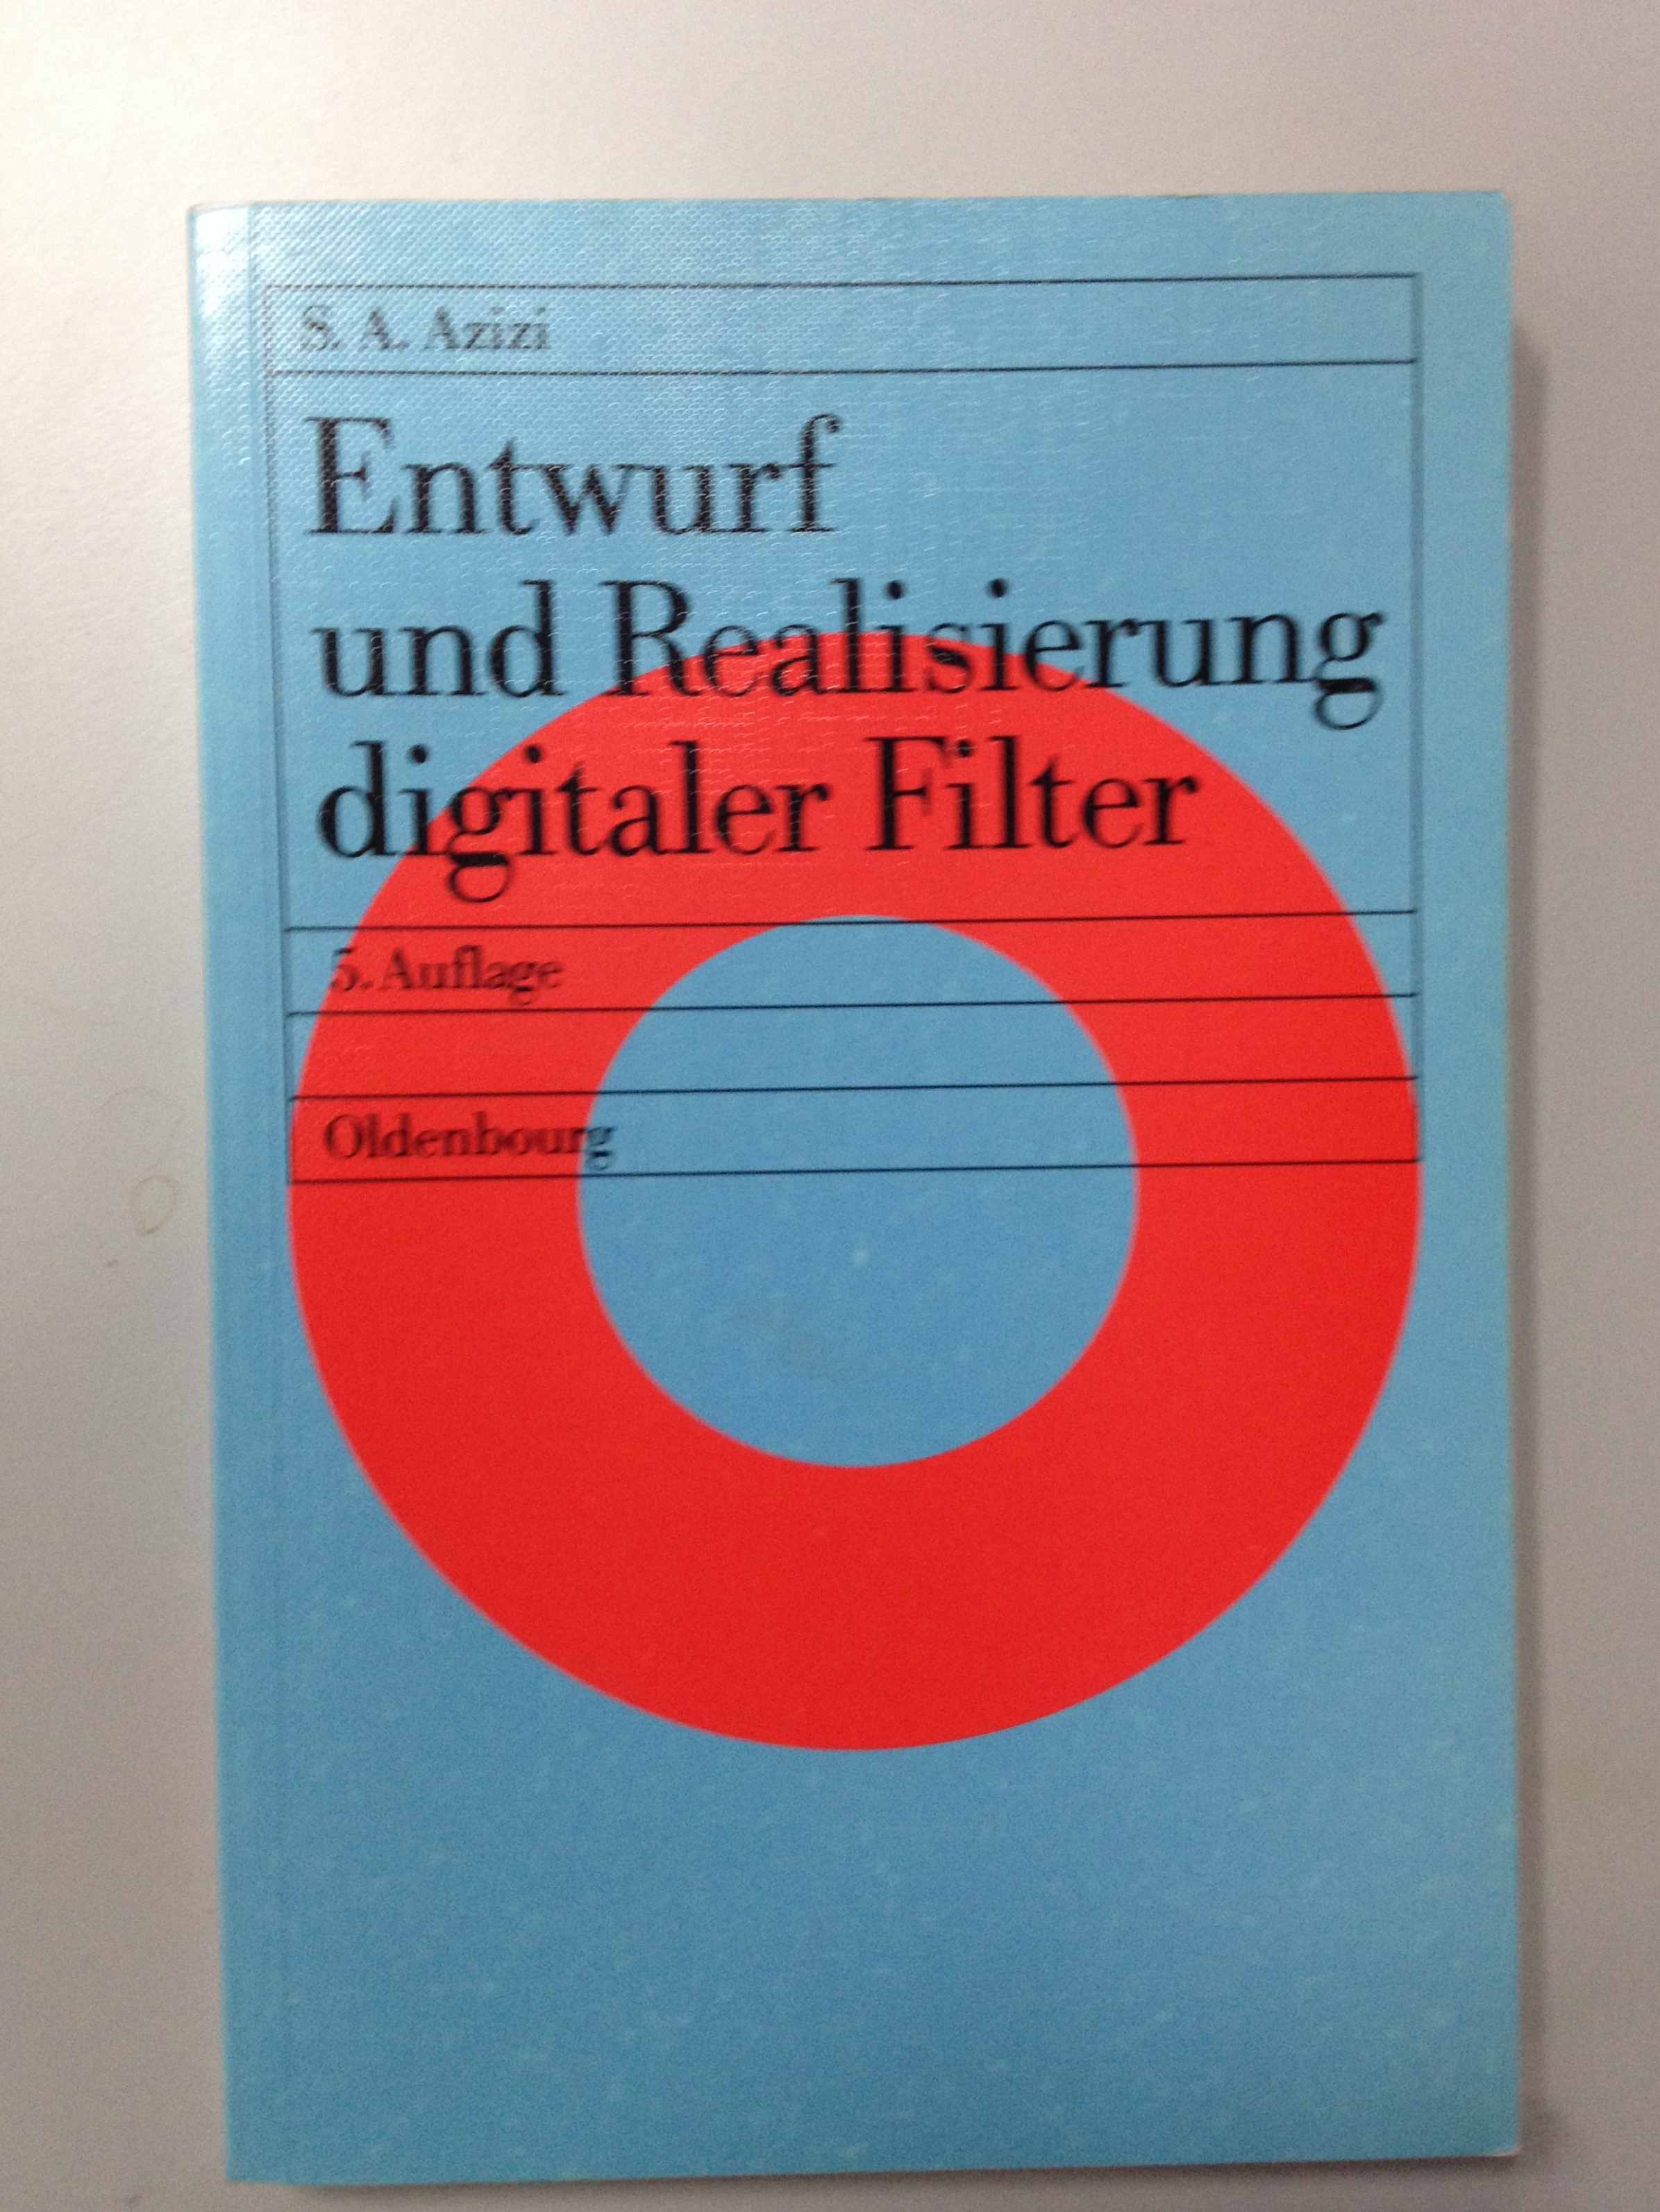 S. A. Azizi
Entwurf
und Realisierung
digitaler Filter
5. Auflage
Oldenbourg